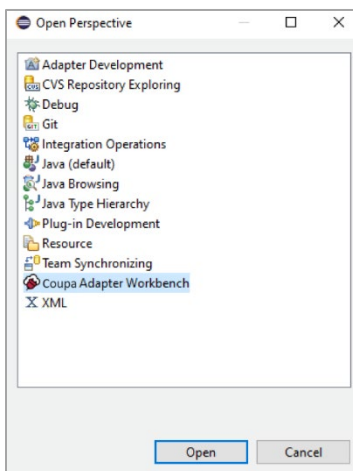 Open Perspective
Adapter Development
CVS Repository Exploring
Debug
Git
Integration Operations
Java (default)
Java Browsing
Java Type Hierarchy
Plug-in Development
Resource
Team Synchronizing
Coupa Adapter Workbench
XML
Open Cancel